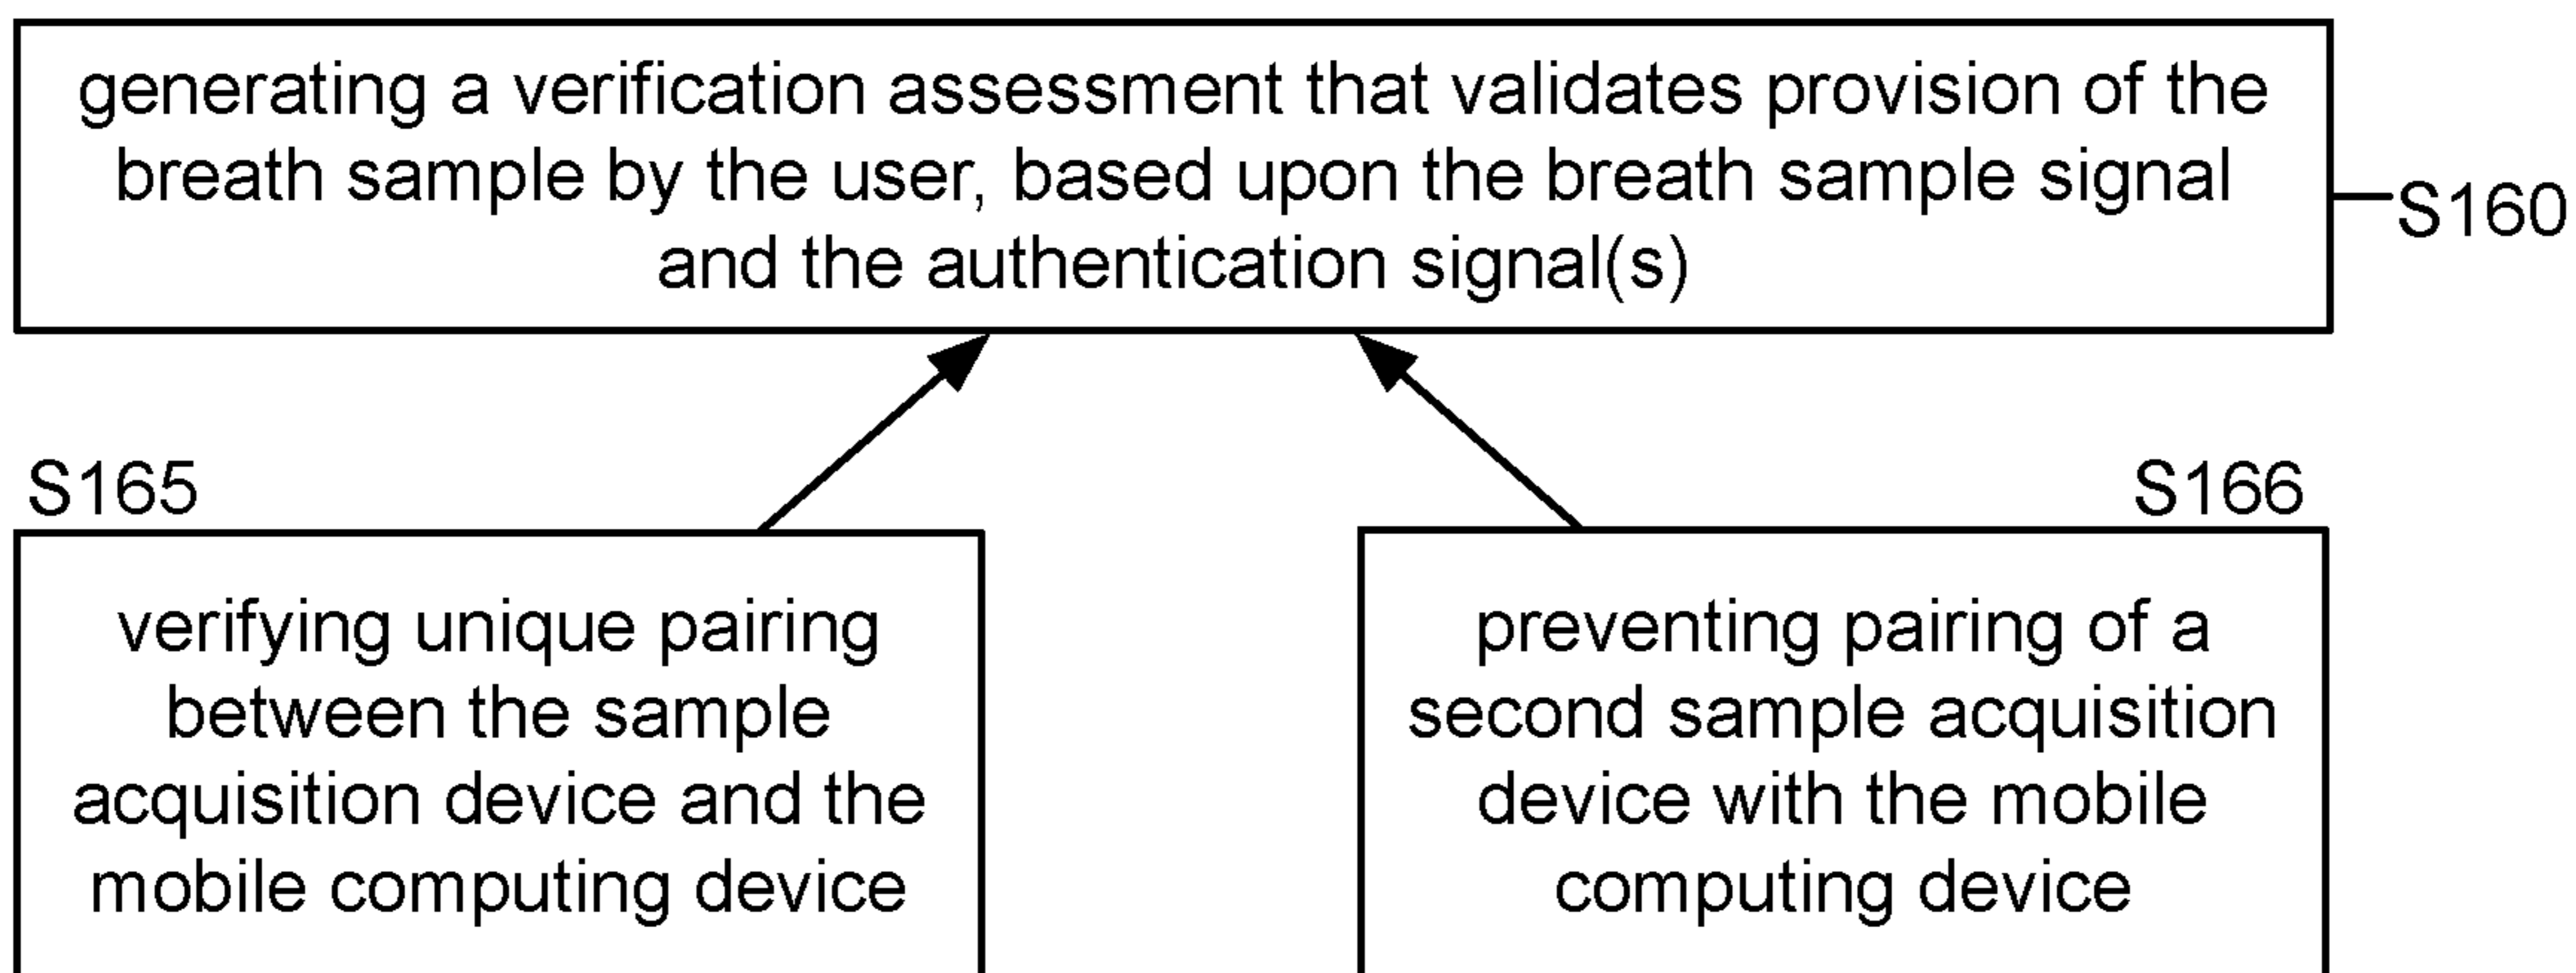 generating a verification assessment that validates provision of the
breath sample by the user, based upon the breath sample signal
and the authentication signal(s)
S160
S165
verifying unique pairing
between the sample
acquisition device and the
mobile computing device
S166
preventing pairing of a
second sample acquisition
device with the mobile
computing device